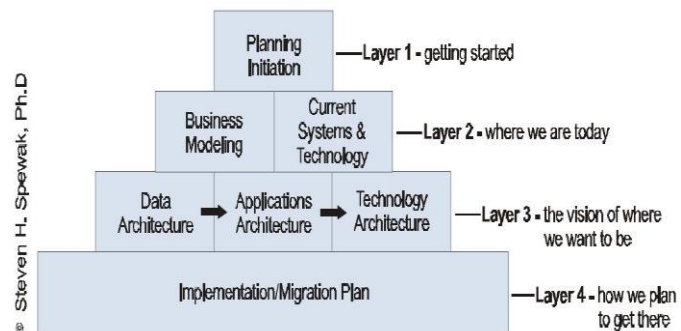 Planning
Initiation
Layer 1 - getting started
Business
Modeling
Current
Systems &
Technology
Layer 2 - where we are today
Data
Architecture
Applications
Architecture
Technology
Architecture
Layer 3 - the vision of where
we want to be
Implementation/Migration Plan
Layer 4 - how we plan
to get there
© Steven H. Spewak, Ph.D